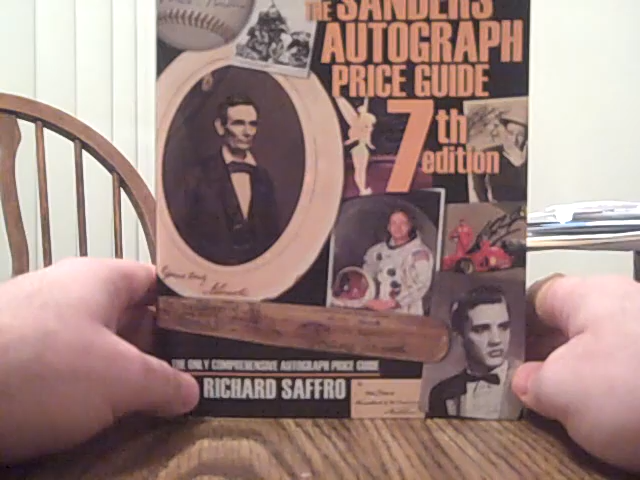 THE SANDERS
AUTOGRAPH
PRICE GUIDE
7th
edition
THE ONLY COMPREHENSIVE AUTOGRAPH PRICE GUIDE
RICHARD SAFFRO